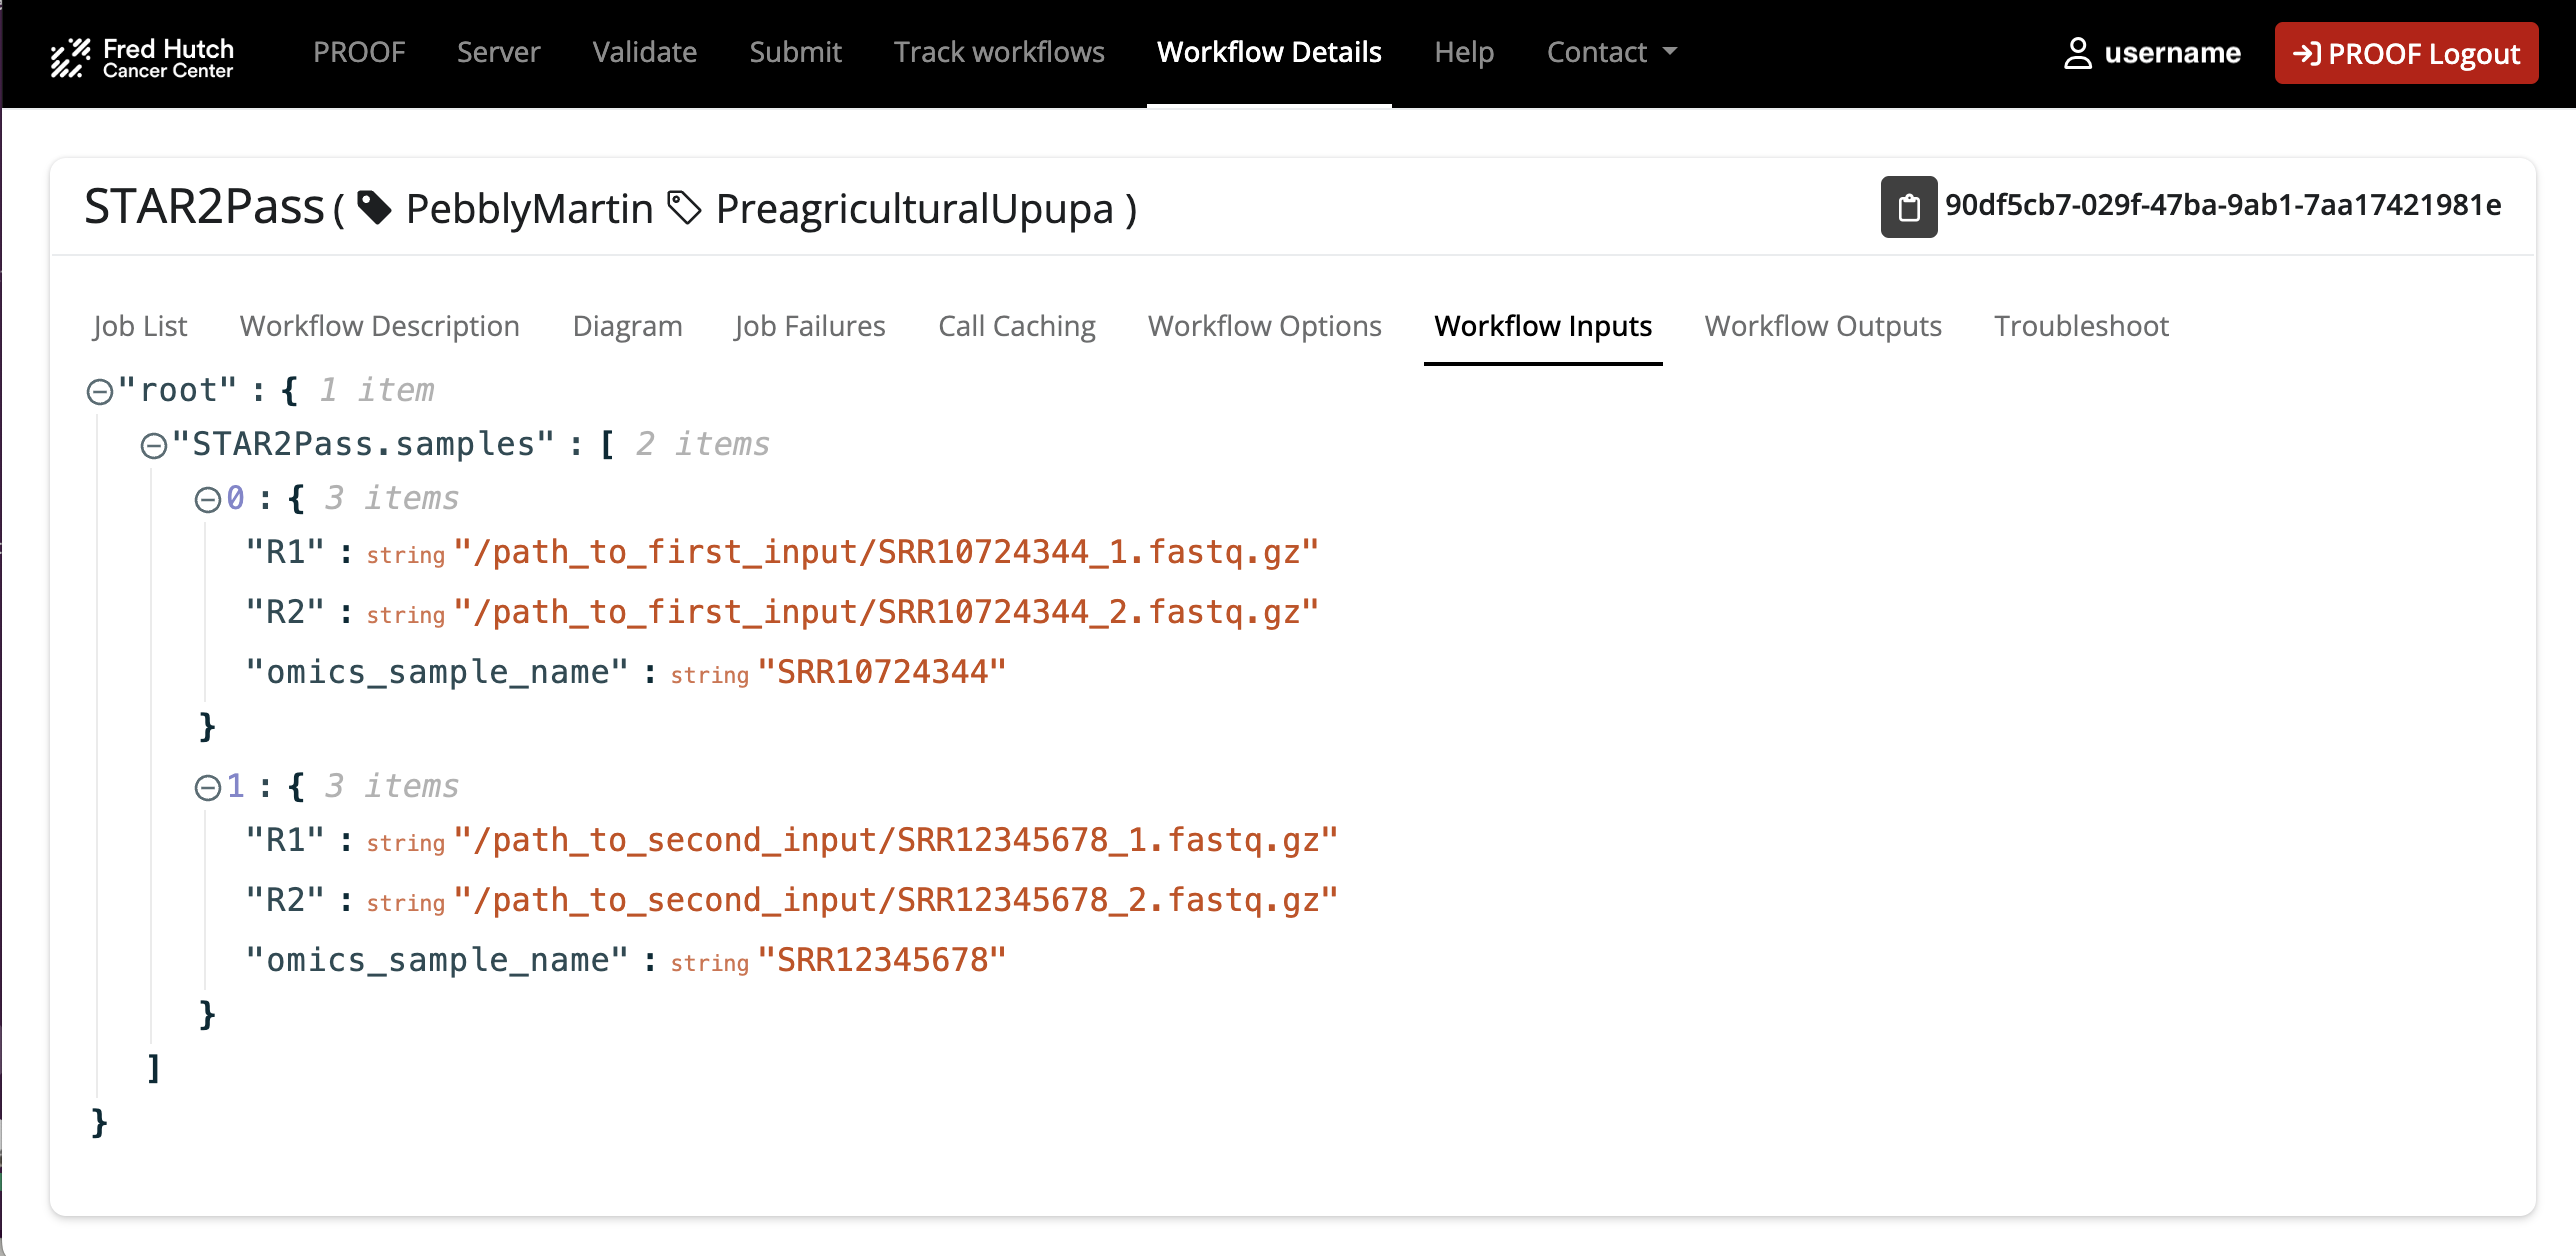 Fred Hutch
Cancer Center
PROOF Server Validate Submit Track workflows Workflow Details Help Contact
username
PROOF Logout
STAR2Pass ( PebblyMartin PreagriculturalUpupa )
90df5cb7-029f-47ba-9ab1-7aa17421981e
Job List Workflow Description Diagram Job Failures Call Caching Workflow Options Workflow Inputs Workflow Outputs Troubleshoot
"root" : { 1 item
"STAR2Pass.samples" : [ 2 items
0 : { 3 items
"R1" : string "/path_to_first_input/SRR10724344_1.fastq.gz"
"R2" : string "/path_to_first_input/SRR10724344_2.fastq.gz"
"omics_sample_name" : string "SRR10724344"
}
1 : { 3 items
"R1" : string "/path_to_second_input/SRR12345678_1.fastq.gz"
"R2" : string "/path_to_second_input/SRR12345678_2.fastq.gz"
"omics_sample_name" : string "SRR12345678"
}
]
}